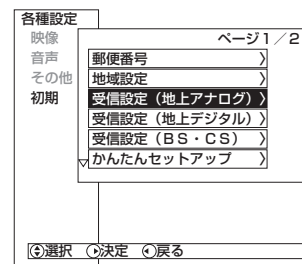 各種設定
映像
音声
その他
初期
ページ1／2
郵便番号
地域設定
受信設定（地上アナログ）
受信設定（地上デジタル）
受信設定（BS・CS）
かんたんセットアップ
選択 決定 戻る